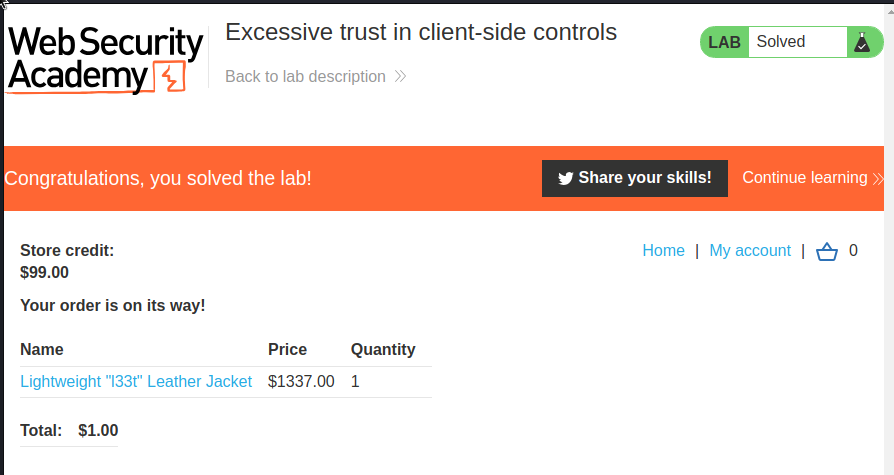 Web Security
Academy
Excessive trust in client-side controls
Back to lab description
LAB Solved
Congratulations, you solved the lab!
Share your skills!
Continue learning
Store credit:
$99.00
Home | My account | 0
Your order is on its way!
Name Price Quantity
Lightweight "l33t" Leather Jacket $1337.00 1
Total: $1.00